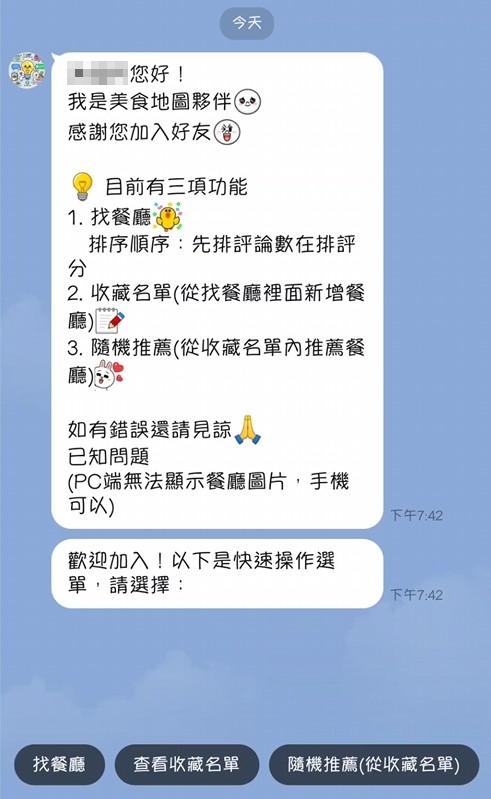 今天
您好！
我是美食地圖夥伴
感謝您加入好友
目前有三項功能
1. 找餐廳
排序順序：先排評論數在排評
分
2. 收藏名單(從找餐廳裡面新增餐
廳)
3. 隨機推薦(從收藏名單內推薦餐
廳)
如有錯誤還請見諒
已知問題
(PC端無法顯示餐廳圖片，手機
可以)
下午7:42
歡迎加入！以下是快速操作選
單，請選擇：
下午7:42
找餐廳
查看收藏名單
隨機推薦(從收藏名單)